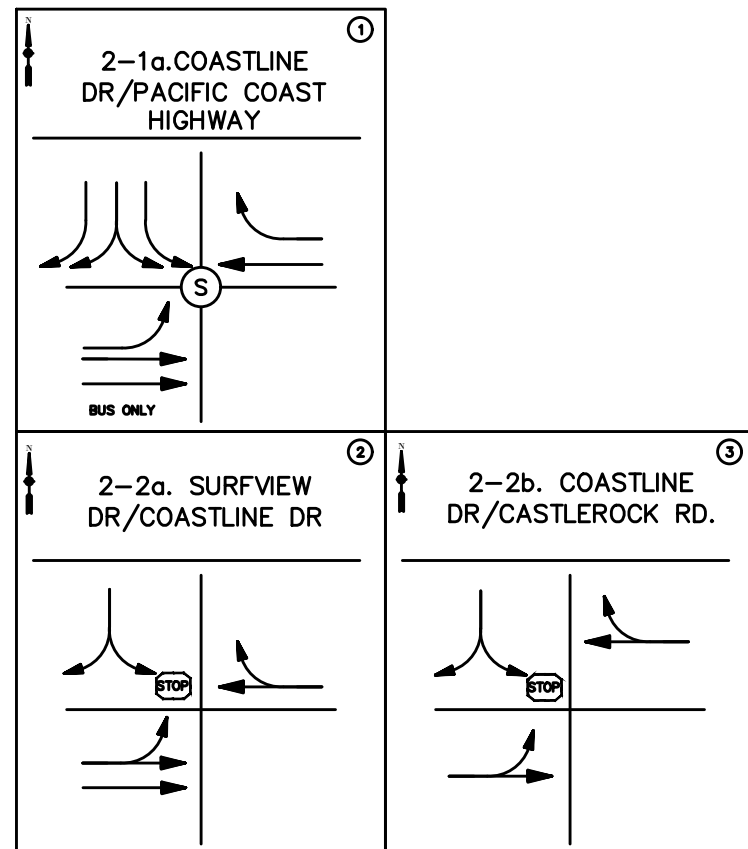 N
1
2-1a.COASTLINE
DR/PACIFIC COAST
HIGHWAY
S
BUS ONLY
N
2
2-2a. SURFVIEW
DR/COASTLINE DR
STOP
N
3
2-2b. COASTLINE
DR/CASTLEROCK RD.
STOP